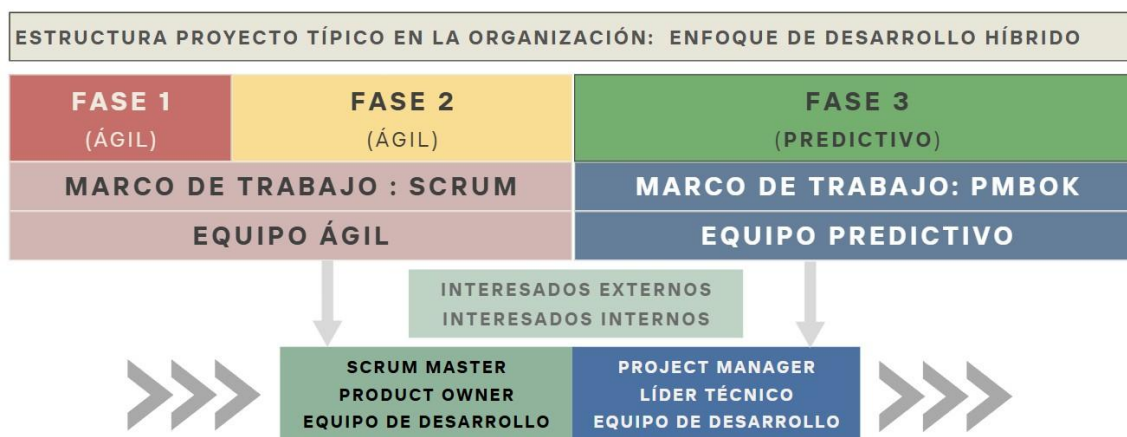 ESTRUCTURA PROYECTO TÍPICO EN LA ORGANIZACIÓN: ENFOQUE DE DESARROLLO HÍBRIDO
FASE 1
(ÁGIL)
FASE 2
(ÁGIL)
FASE 3
(PREDICTIVO)
MARCO DE TRABAJO : SCRUM
MARCO DE TRABAJO: PMBOK
EQUIPO ÁGIL
EQUIPO PREDICTIVO
INTERESADOS EXTERNOS
INTERESADOS INTERNOS
SCRUM MASTER
PRODUCT OWNER
EQUIPO DE DESARROLLO
PROJECT MANAGER
LÍDER TÉCNICO
EQUIPO DE DESARROLLO